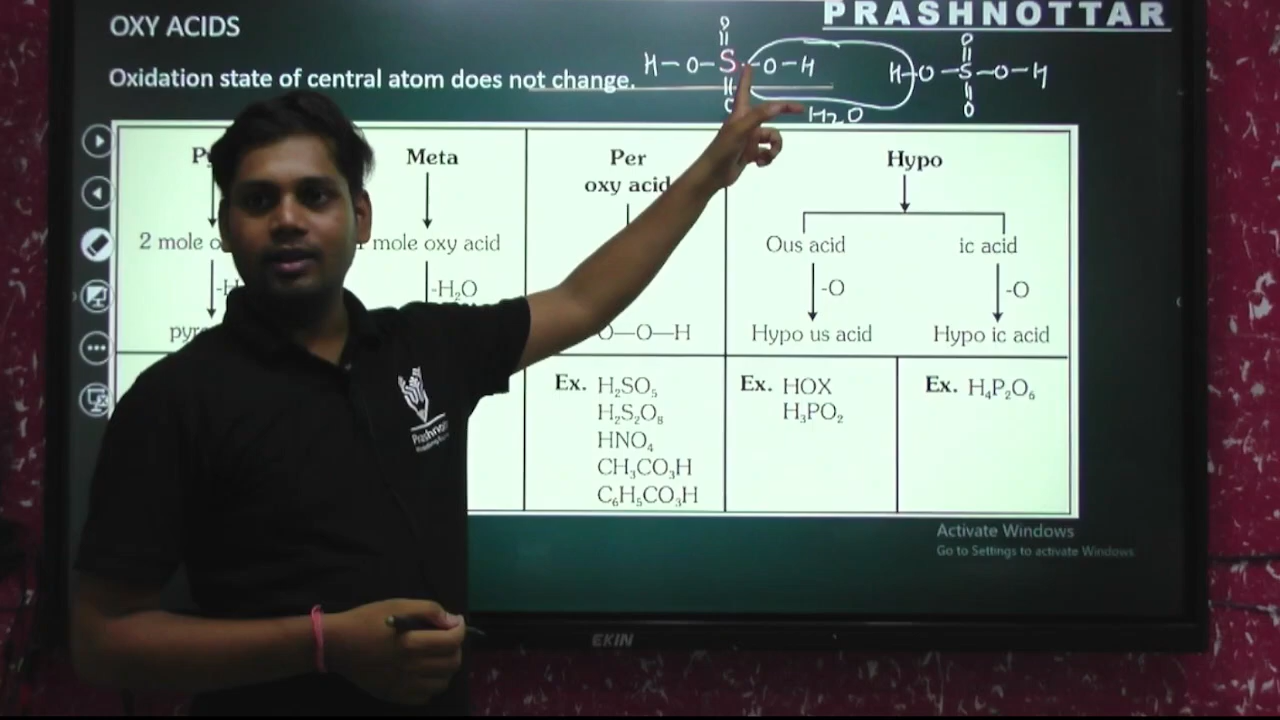 OXY ACIDS
PRASHNOTTAR
Oxidation state of central atom does not change.
O
H-O-S-O-H
H2O
O
H-O-S-O-H
O
Meta
mole oxy acid
-H₂O
Per
oxy acid
O—O—H
Hypo
Ous acid
ic acid
-O
-O
Hypo us acid
Hypo ic acid
2 mole
Ex. H₂SO₅
H₂S₂O₈
HNO₄
CH₃CO₃H
C₆H₅CO₃H
Ex. HOX
H₃PO₂
Ex. H₄P₂O₆
Activate Windows
Go to Settings to activate Windows
EKIN